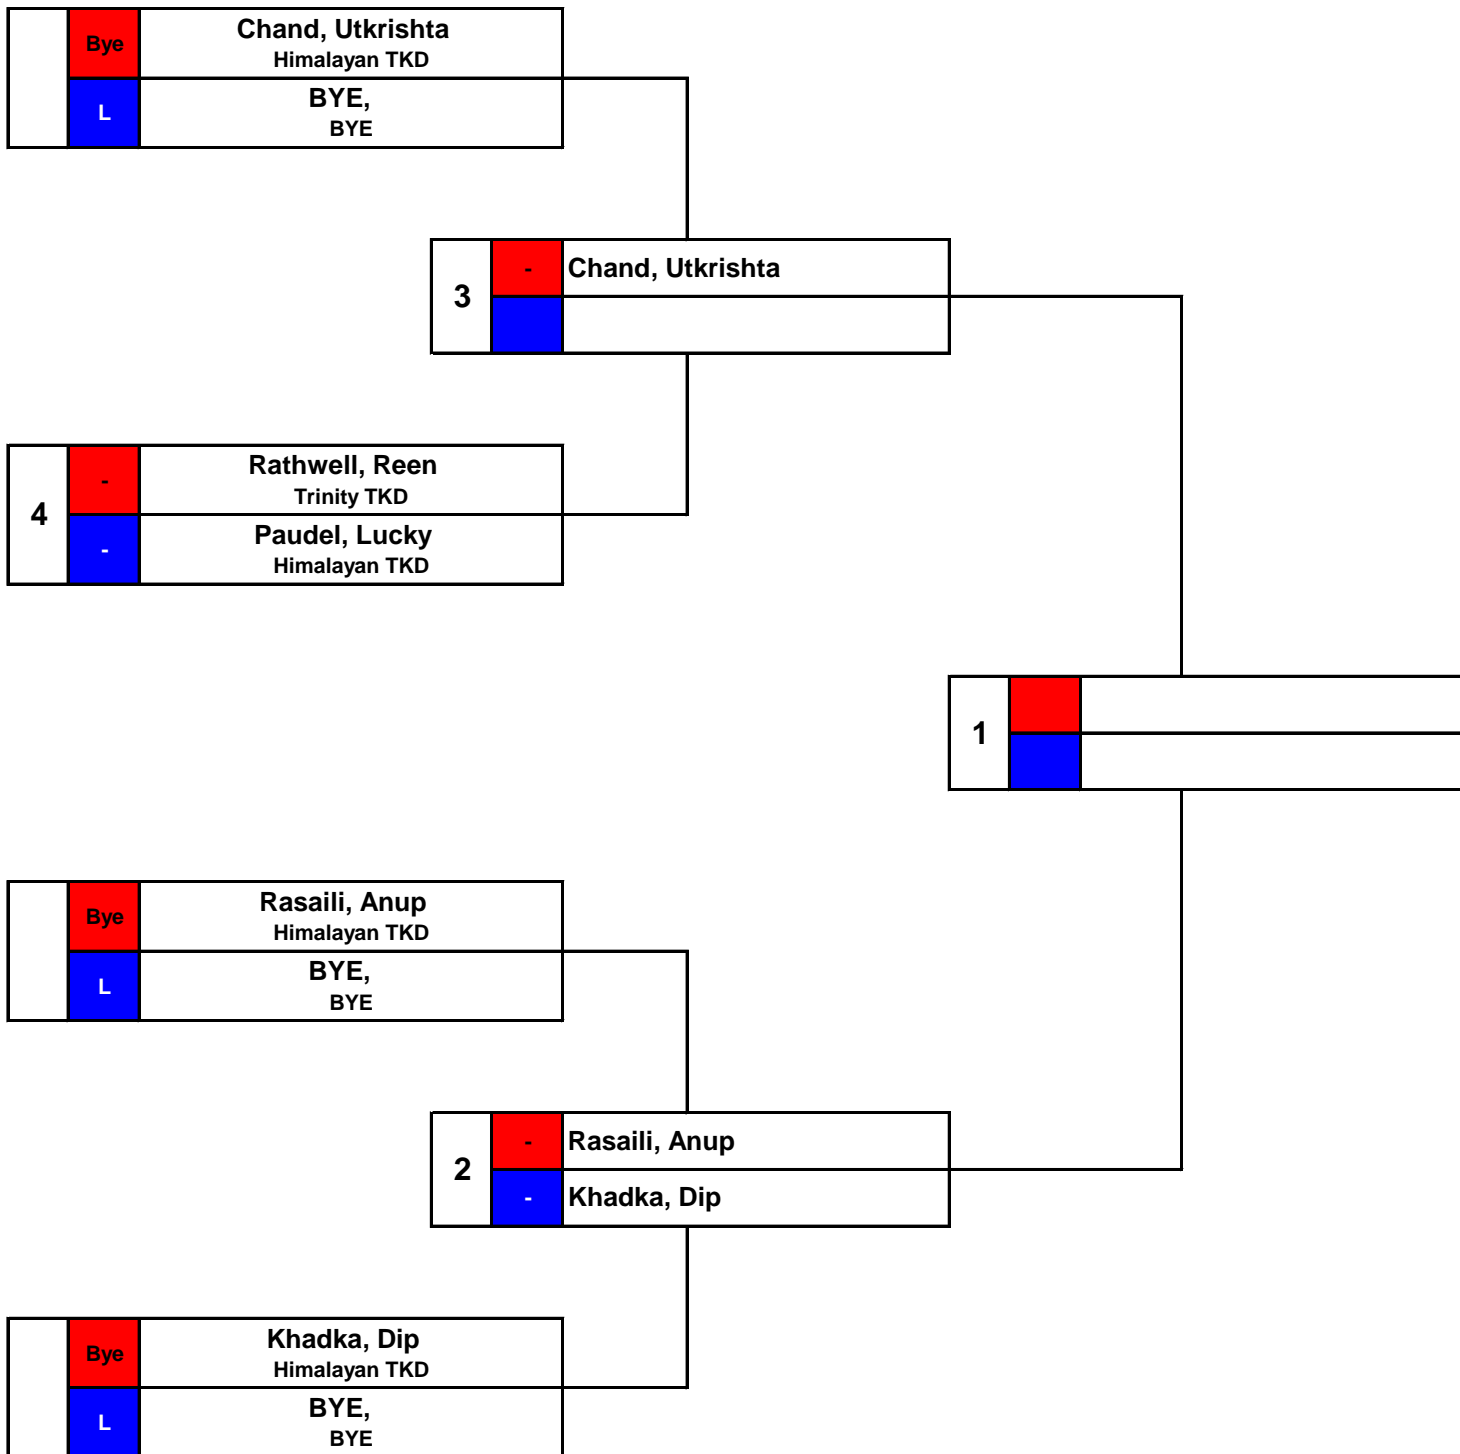 Bye
Chand, Utkrishta
Himalayan TKD
L
BYE,
BYE
3
-
Chand, Utkrishta
4
-
Rathwell, Reen
Trinity TKD
-
Paudel, Lucky
Himalayan TKD
1
Bye
Rasaili, Anup
Himalayan TKD
L
BYE,
BYE
2
-
Rasaili, Anup
-
Khadka, Dip
Bye
Khadka, Dip
Himalayan TKD
L
BYE,
BYE